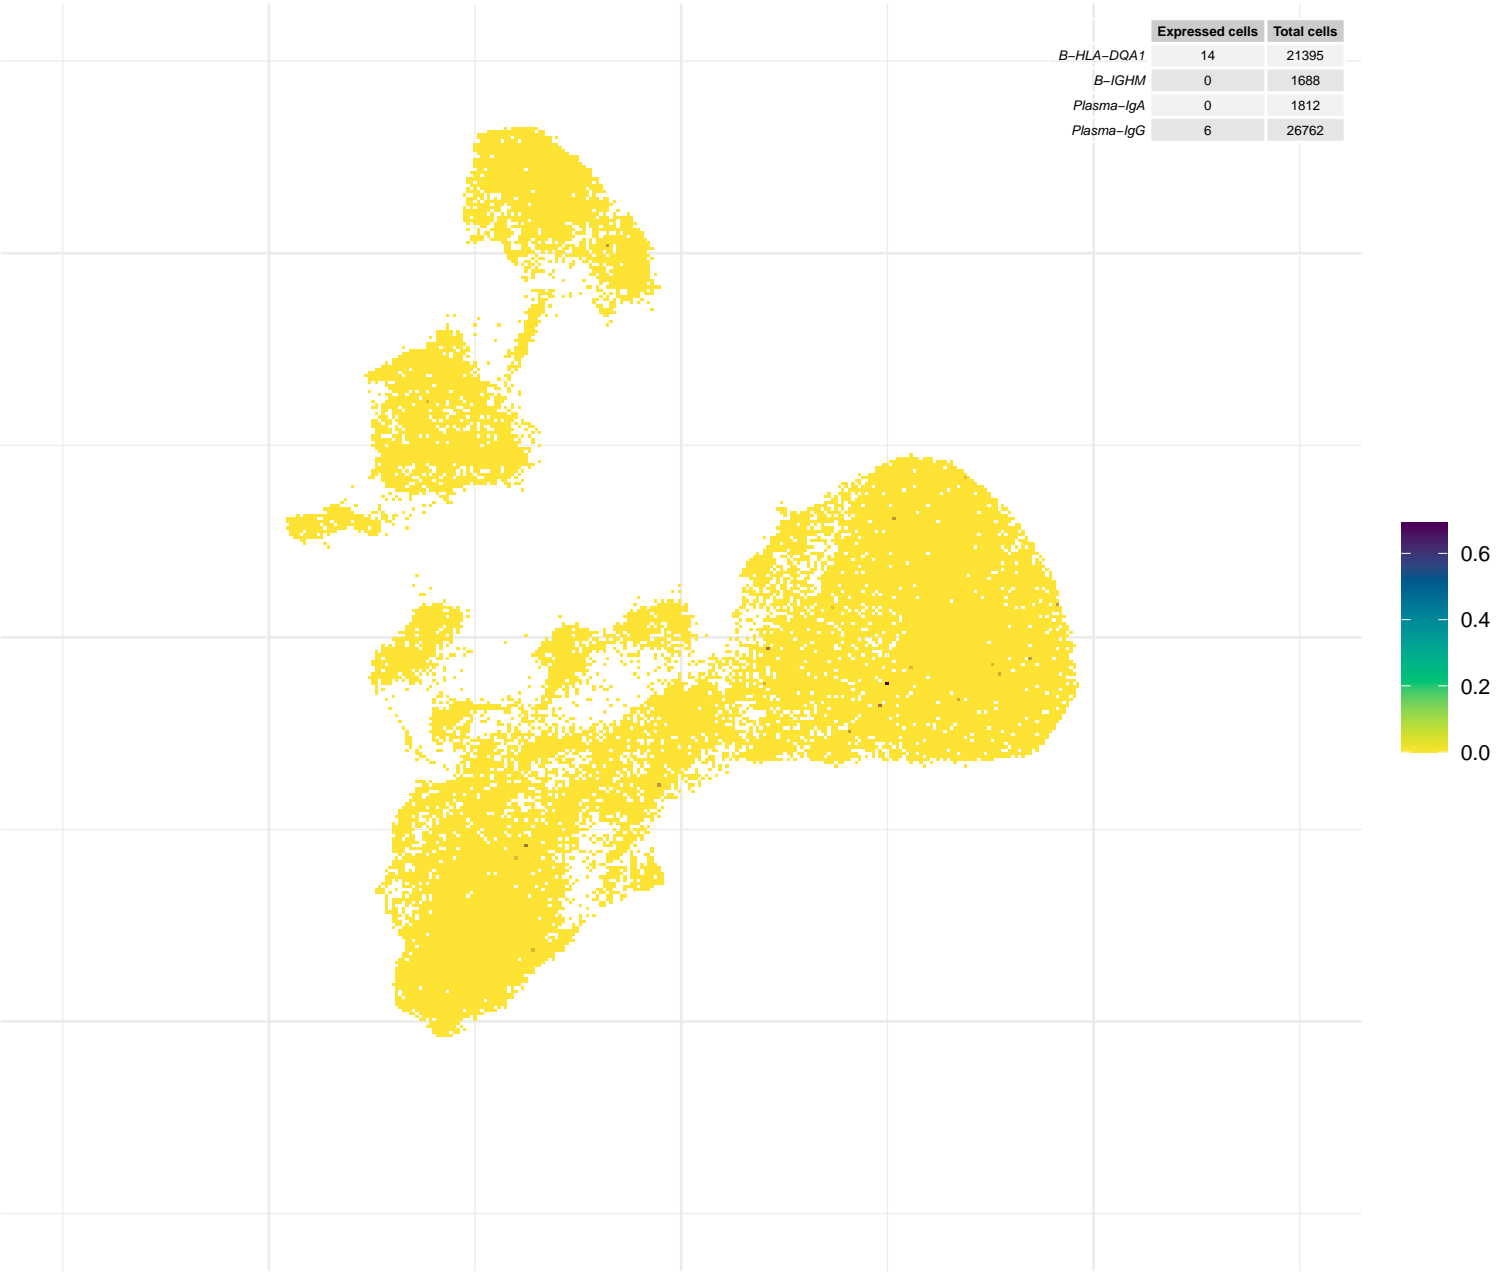 Expressed cells Total cells
B−HLA−DQA1 14 21395
B−IGHM 0 1688
Plasma−IgA 0 1812
Plasma−IgG 6 26762
0.6
0.4
0.2
0.0